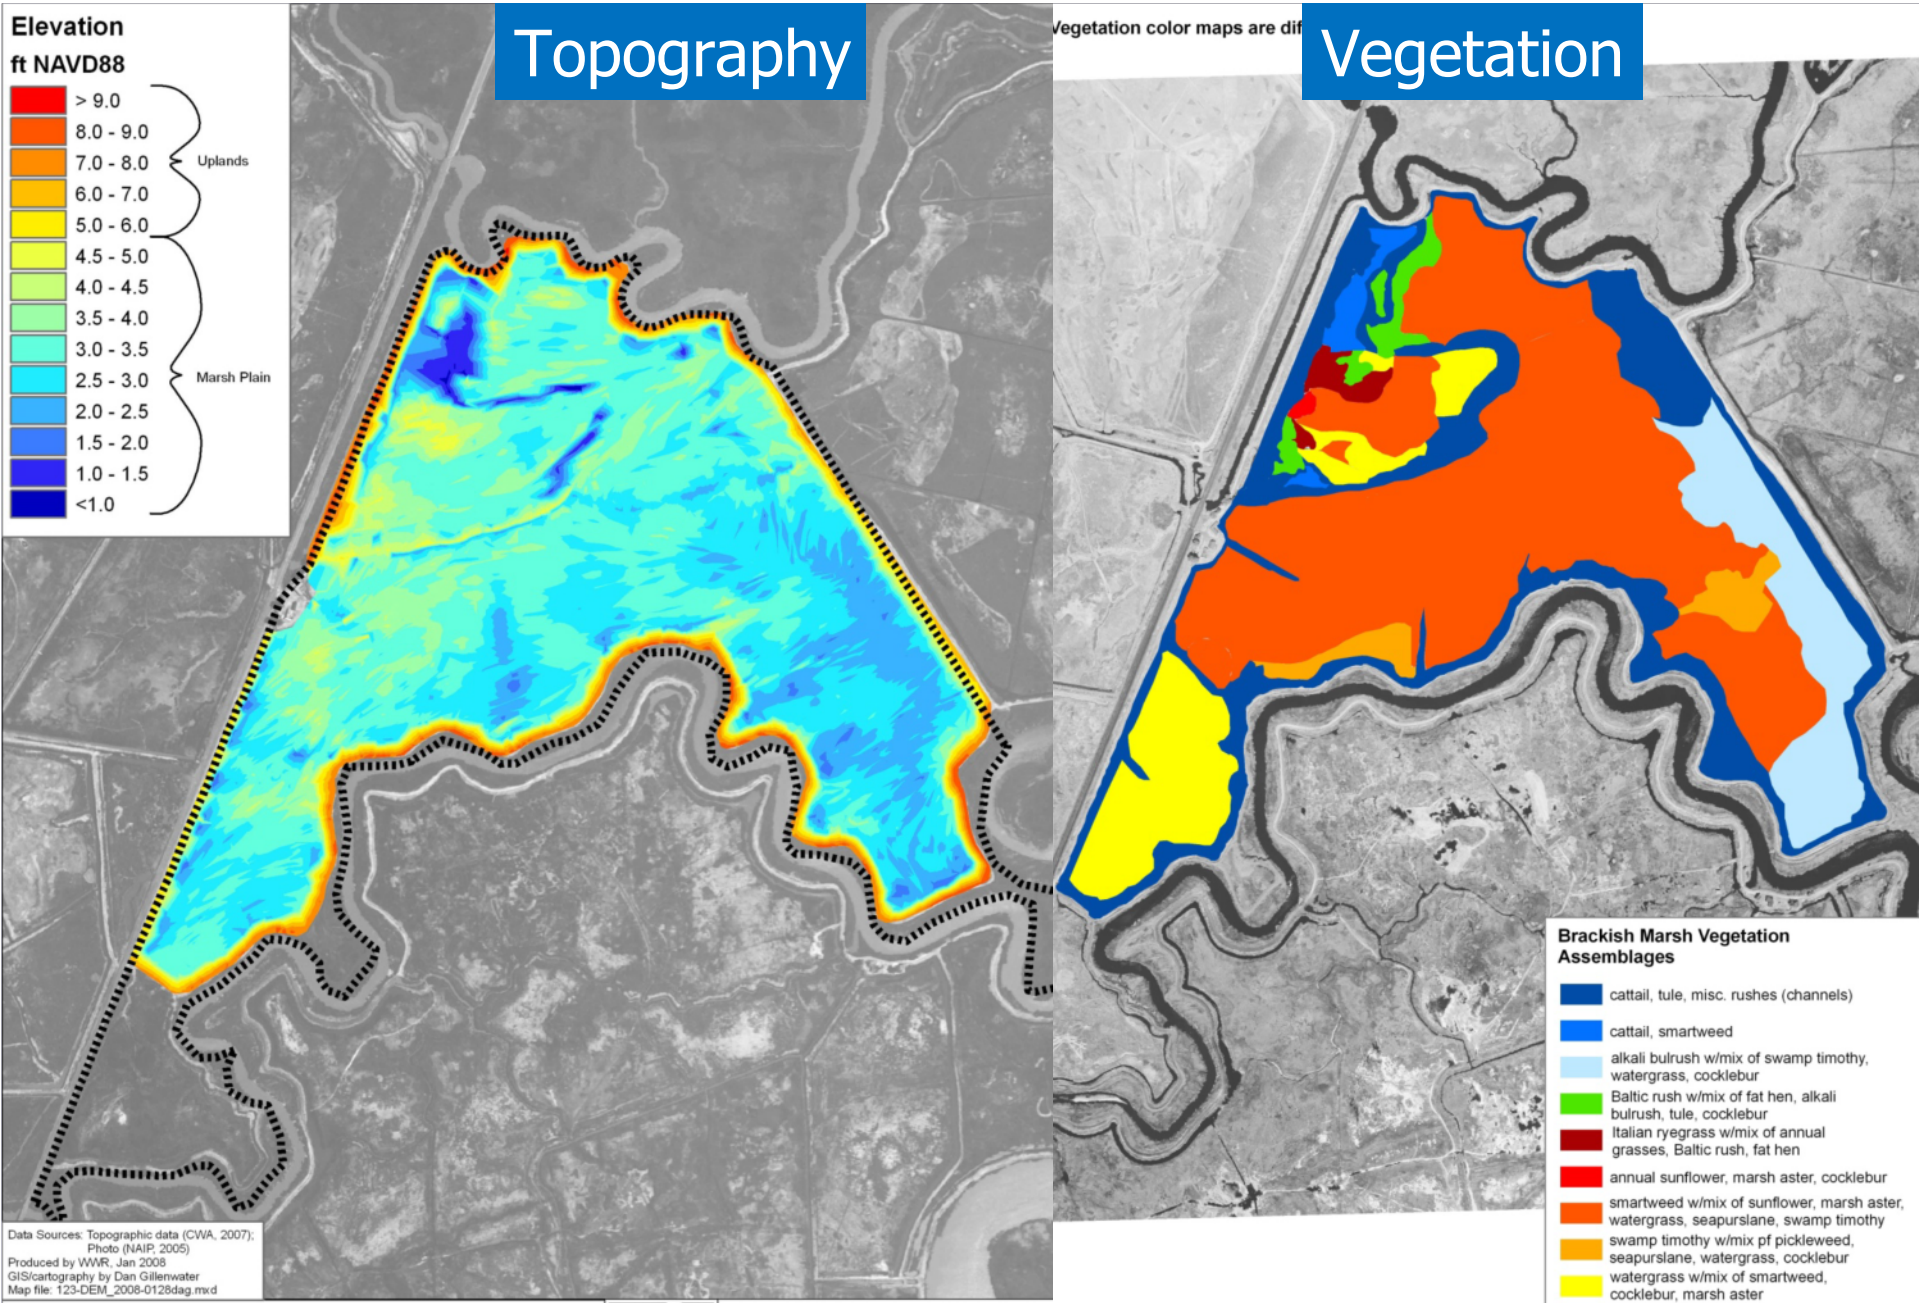 Elevation
ft NAVD88
> 9.0
8.0 - 9.0
7.0 - 8.0
6.0 - 7.0
5.0 - 6.0
4.5 - 5.0
4.0 - 4.5
3.5 - 4.0
3.0 - 3.5
2.5 - 3.0
2.0 - 2.5
1.5 - 2.0
1.0 - 1.5
<1.0
Uplands
Marsh Plain
Topography
Data Sources: Topographic data (CWA, 2007);
Photo (NAIP, 2005)
Produced by WWR, Jan 2008
GIS/cartography by Dan Gillenwater
Map file: 123-DEM_2008-0128dag.mxd
Vegetation color maps are dif
Vegetation
Brackish Marsh Vegetation
Assemblages
cattail, tule, misc. rushes (channels)
cattail, smartweed
alkali bulrush w/mix of swamp timothy,
watergrass, cocklebur
Baltic rush w/mix of fat hen, alkali
bulrush, tule, cocklebur
Italian ryegrass w/mix of annual
grasses, Baltic rush, fat hen
annual sunflower, marsh aster, cocklebur
smartweed w/mix of sunflower, marsh aster,
watergrass, seapurslane, swamp timothy
swamp timothy w/mix pf pickleweed,
seapurslane, watergrass, cocklebur
watergrass w/mix of smartweed,
cocklebur, marsh aster